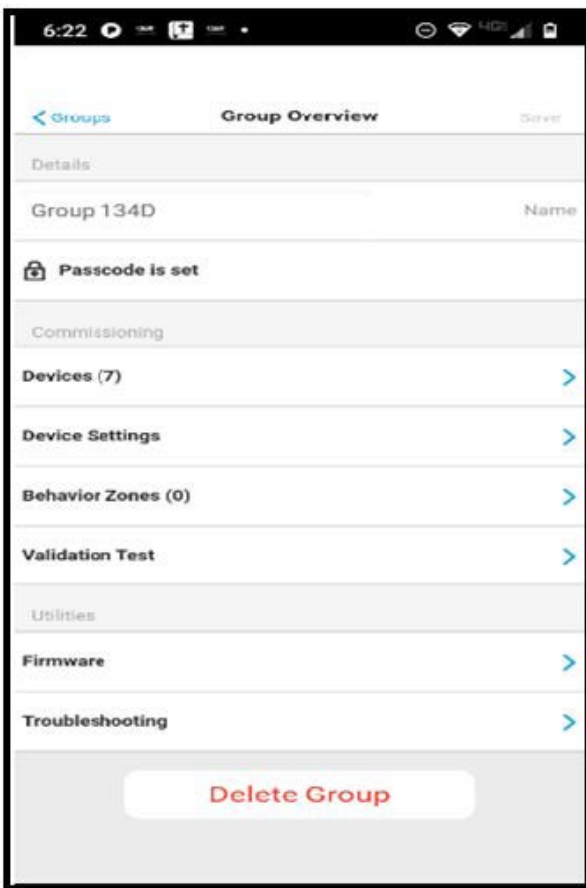 6:22
Groups Group Overview Save
Details
Group 134D Name
Passcode is set
Commissioning
Devices (7)
Device Settings
Behavior Zones (0)
Validation Test
Utilities
Firmware
Troubleshooting
Delete Group